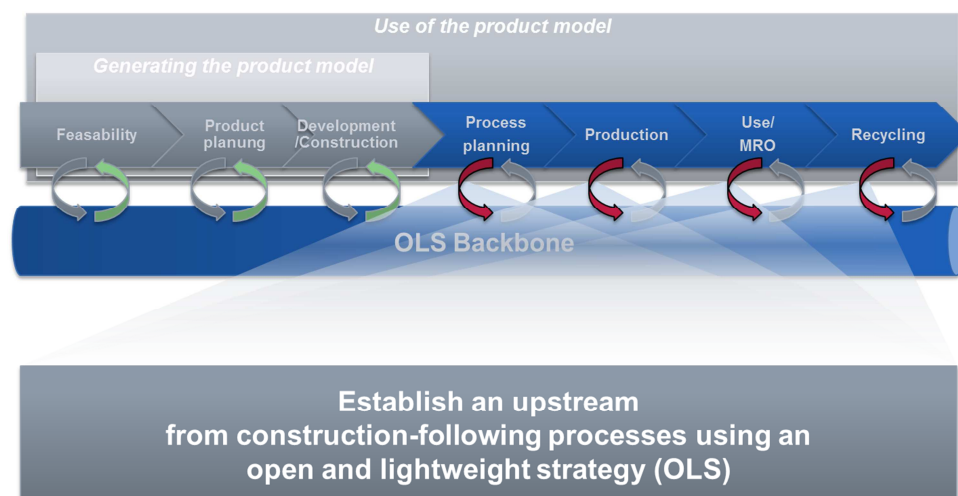 Use of the product model
Generating the product model
Feasability
Product
planung
Development
/Construction
Process
planning
Production
Use/
MRO
Recycling
OLS Backbone
Establish an upstream
from construction-following processes using an
open and lightweight strategy (OLS)